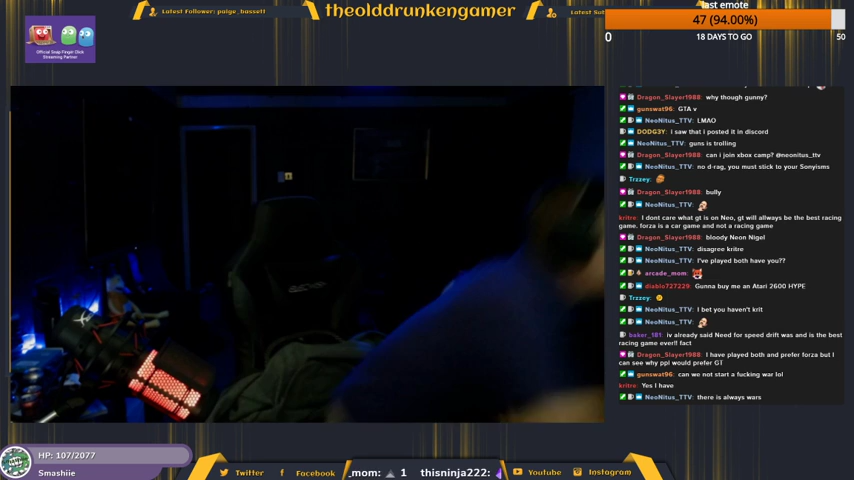 Latest Follower: paige_bassett
theolddrunkengamer
Latest Su
last emote
47 (94.00%)
0
18 DAYS TO GO
50
Official Snap Finger Click
Streaming Partner
Dragon_Slayer1988: why though gunny?
gunswat96: GTA v
NeoNitus_TTV: LMAO
DODG3Y: I saw that i posted it in discord
NeoNitus_TTV: guns is trolling
Dragon_Slayer1988: can i join xbox camp? @neonitus_ttv
NeoNitus_TTV: no d-rag, you must stick to your Sonyisms
Trzzey:
Dragon_Slayer1988: bully
NeoNitus_TTV:
kritre: I dont care what gt is on Neo, gt will allways be the best racing
game. forza is a car game and not a racing game
Dragon_Slayer1988: bloody Neon Nigel
NeoNitus_TTV: disagree kritre
NeoNitus_TTV: I've played both have you??
6 arcade_mom:
diablo727229: Gunna buy me an Atari 2600 HYPE
Trzzey:
NeoNitus_TTV: I bet you haven't krit
NeoNitus_TTV:
baker_181: iv already said Need for speed drift was and is the best
racing game ever!! fact
Dragon_Slayer1988: I have played both and prefer forza but I
can see why ppl would prefer GT
gunswat96: can we not start a fucking war lol
kritre: Yes I have
NeoNitus_TTV: there is always wars
HP: 107/2077
Smashiie
Twitter
Facebook
_mom: 1 thisninja222:
Youtube
Instagram